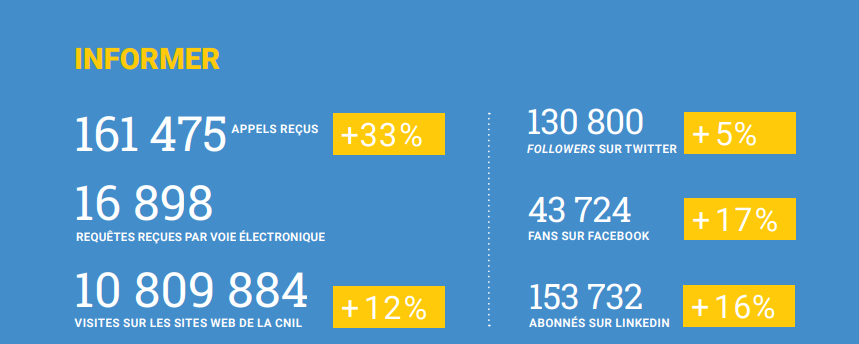 INFORMER
161 475 APPELS REÇUS +33%
16 898
REQUÊTES REÇUES PAR VOIE ÉLECTRONIQUE
10 809 884 +12%
VISITES SUR LES SITES WEB DE LA CNIL
130 800 +5%
FOLLOWERS SUR TWITTER
43 724 +17%
FANS SUR FACEBOOK
153 732 +16%
ABONNÉS SUR LINKEDIN